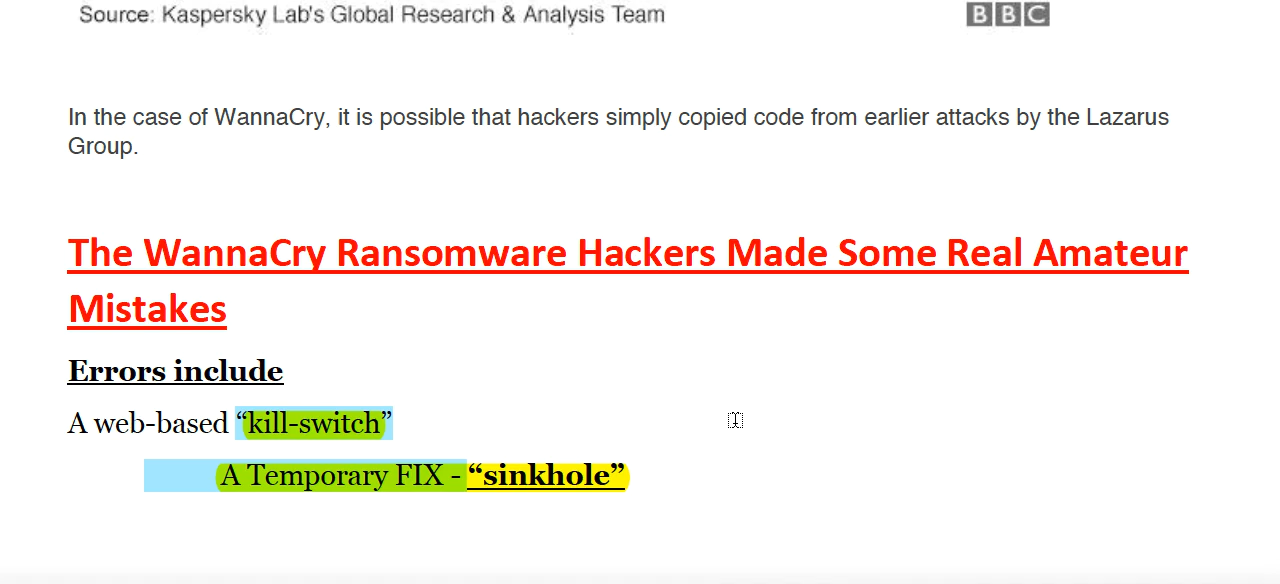 Source: Kaspersky Lab's Global Research & Analysis Team BBC
In the case of WannaCry, it is possible that hackers simply copied code from earlier attacks by the Lazarus
Group.
The WannaCry Ransomware Hackers Made Some Real Amateur
Mistakes
Errors include
A web-based “kill-switch”
A Temporary FIX - “sinkhole”